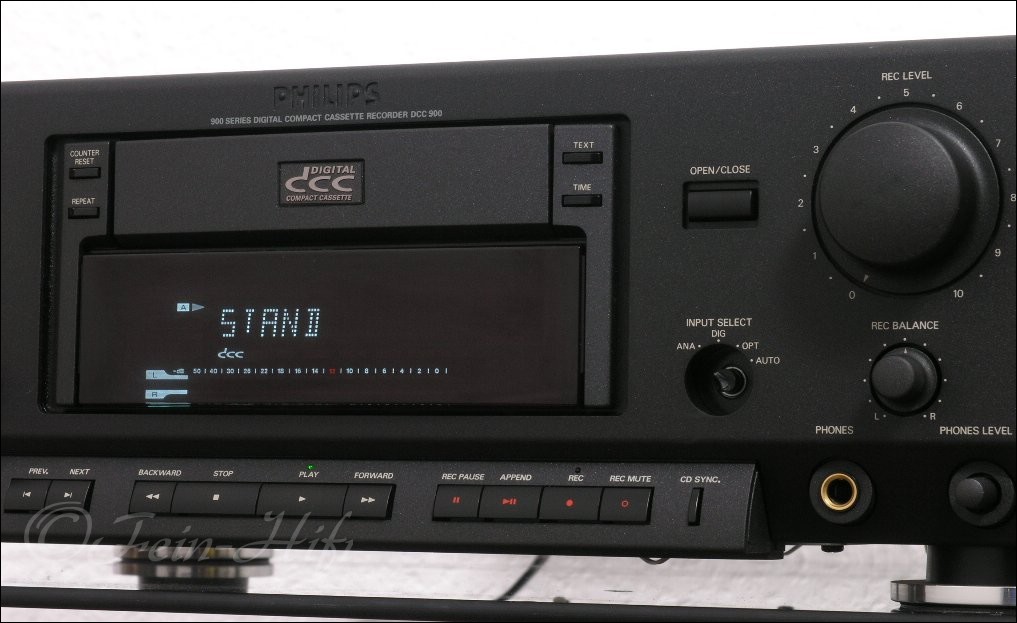 PHILIPS
900 SERIES DIGITAL COMPACT CASSETTE RECORDER DCC 900
COUNTER
RESET
REPEAT
DIGITAL
dcc
COMPACT CASSETTE
TEXT
TIME
OPEN/CLOSE
REC LEVEL
0 1 2 3 4 5 6 7 8 9 10
A
STAND
dcc
L -dB 50 40 30 26 22 18 16 14 12 10 8 6 4 2 0
R
INPUT SELECT
DIG
ANA OPT
AUTO
REC BALANCE
L R
PHONES
PHONES LEVEL
PREV. NEXT
BACKWARD STOP PLAY FORWARD
REC PAUSE APPEND REC REC MUTE
CD SYNC.
© Fein-Hifi